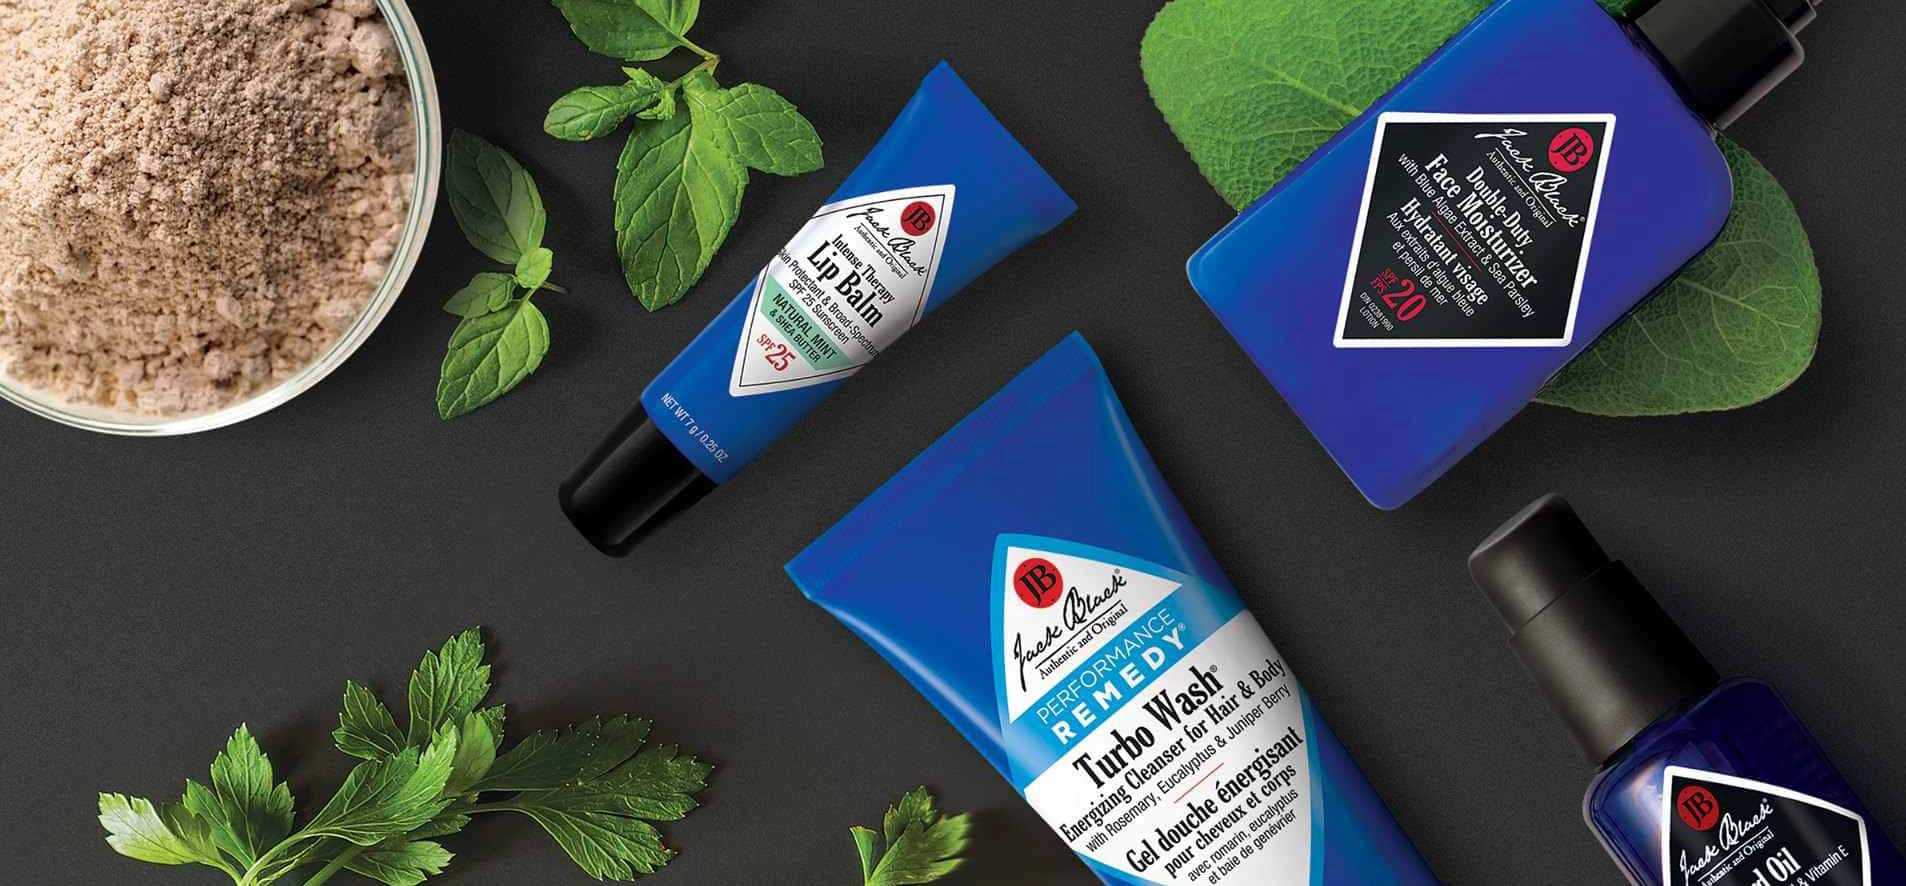 JB
Jack Black®
Authentic and Original
Intense Therapy
Lip Balm
Skin Protectant & Broad-Spectrum
SPF 25 Sunscreen
NATURAL MINT
& SHEA BUTTER
SPF 25
NET WT 7 g / 0.25 OZ
JB
Jack Black®
Authentic and Original
Double-Duty
Face Moisturizer
with Blue Algae Extract & Sea Parsley
Hydratant visage
Aux extraits d'algue bleue
et persil de mer
SPF
FPS 20
LOTION
JB
Jack Black®
Authentic and Original
PERFORMANCE
REMEDY®
Turbo Wash®
Energizing Cleanser for Hair & Body
with Rosemary, Eucalyptus & Juniper Berry
Gel douche énergisant
pour cheveux et corps
avec romarin, eucalyptus
et baie de genévrier
JB
Jack Black®
Authentic and Original
Oil
& Vitamin E